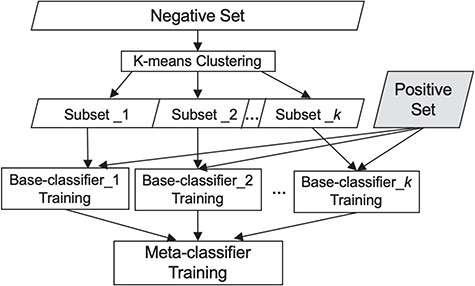 Negative Set
K-means Clustering
Positive
Set
Subset _1
Subset _2
...
Subset _k
Base-classifier_1
Training
Base-classifier_2
Training
...
Base-classifier_k
Training
Meta-classifier
Training